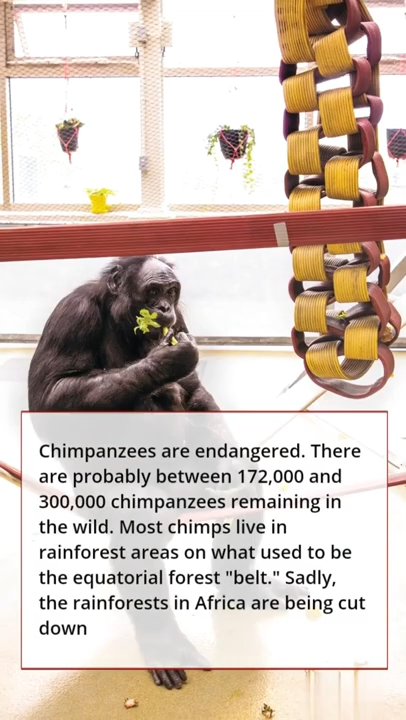 Chimpanzees are endangered. There
are probably between 172,000 and
300,000 chimpanzees remaining in
the wild. Most chimps live in
rainforest areas on what used to be
the equatorial forest "belt." Sadly,
the rainforests in Africa are being cut
down